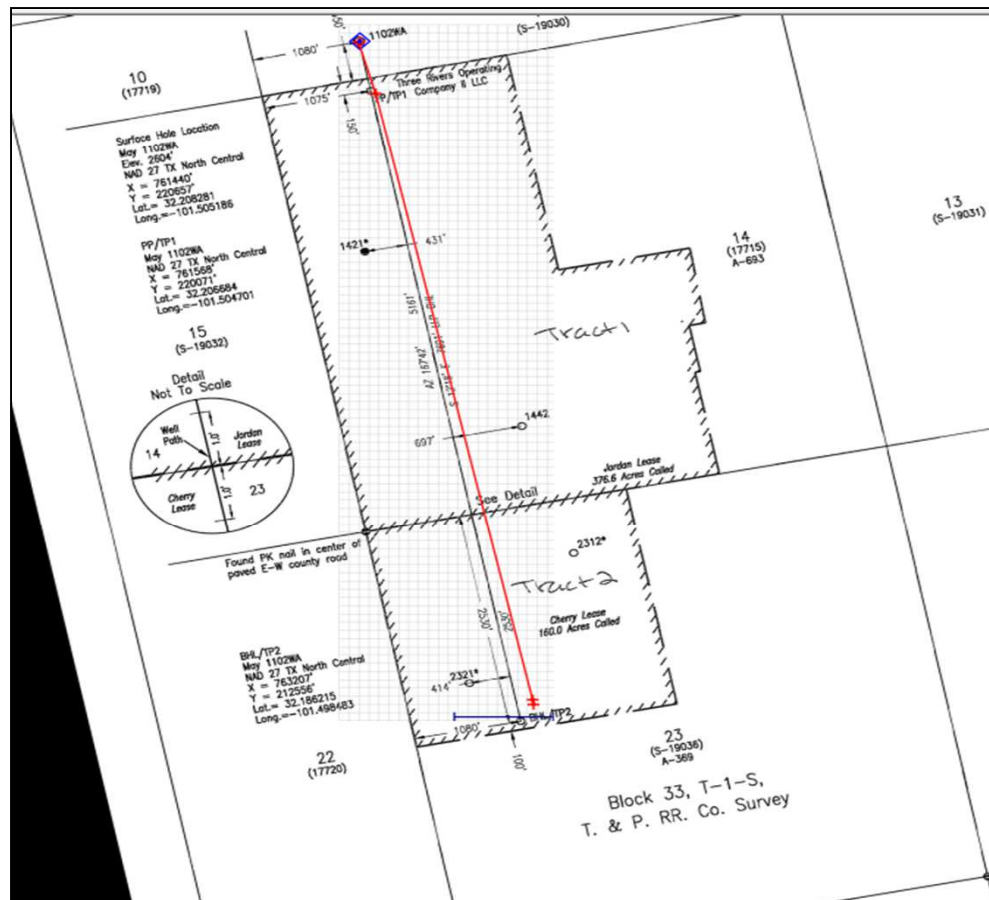 1102WA
(S-19030)
1080'
10
(17719)
Three Rivers Operating
P/TP1 Company II LLC
1075'
150'
Surface Hole Location
May 1102WA
Elev. 2604'
NAD 27 TX North Central
X = 761440'
Y = 220657'
Lat.= 32.208281
Long.=-101.505186
13
(S-19031)
14
(17715)
A-693
PP/TP1
May 1102WA
NAD 27 TX North Central
X = 761568'
Y = 220071'
Lat.= 32.206684
Long.=-101.504701
1421*
431'
5161'
Tract 1
15
(S-19032)
Detail
Not To Scale
Well
Path
14
Jordan
Lease
Cherry
Lease
23
1442
697'
Jordan Lease
376.6 Acres Called
See Detail
Found PK nail in center of
paved E-W county road
2312*
Tract 2
2530'
Cherry Lease
160.0 Acres Called
BHL/TP2
May 1102WA
NAD 27 TX North Central
X = 763207'
Y = 212556'
Lat.= 32.186215
Long.=-101.498483
2321*
414'
BHL/TP2
1080'
100'
22
(17720)
23
(S-19036)
A-369
Block 33, T-1-S,
T. & P. RR. Co. Survey